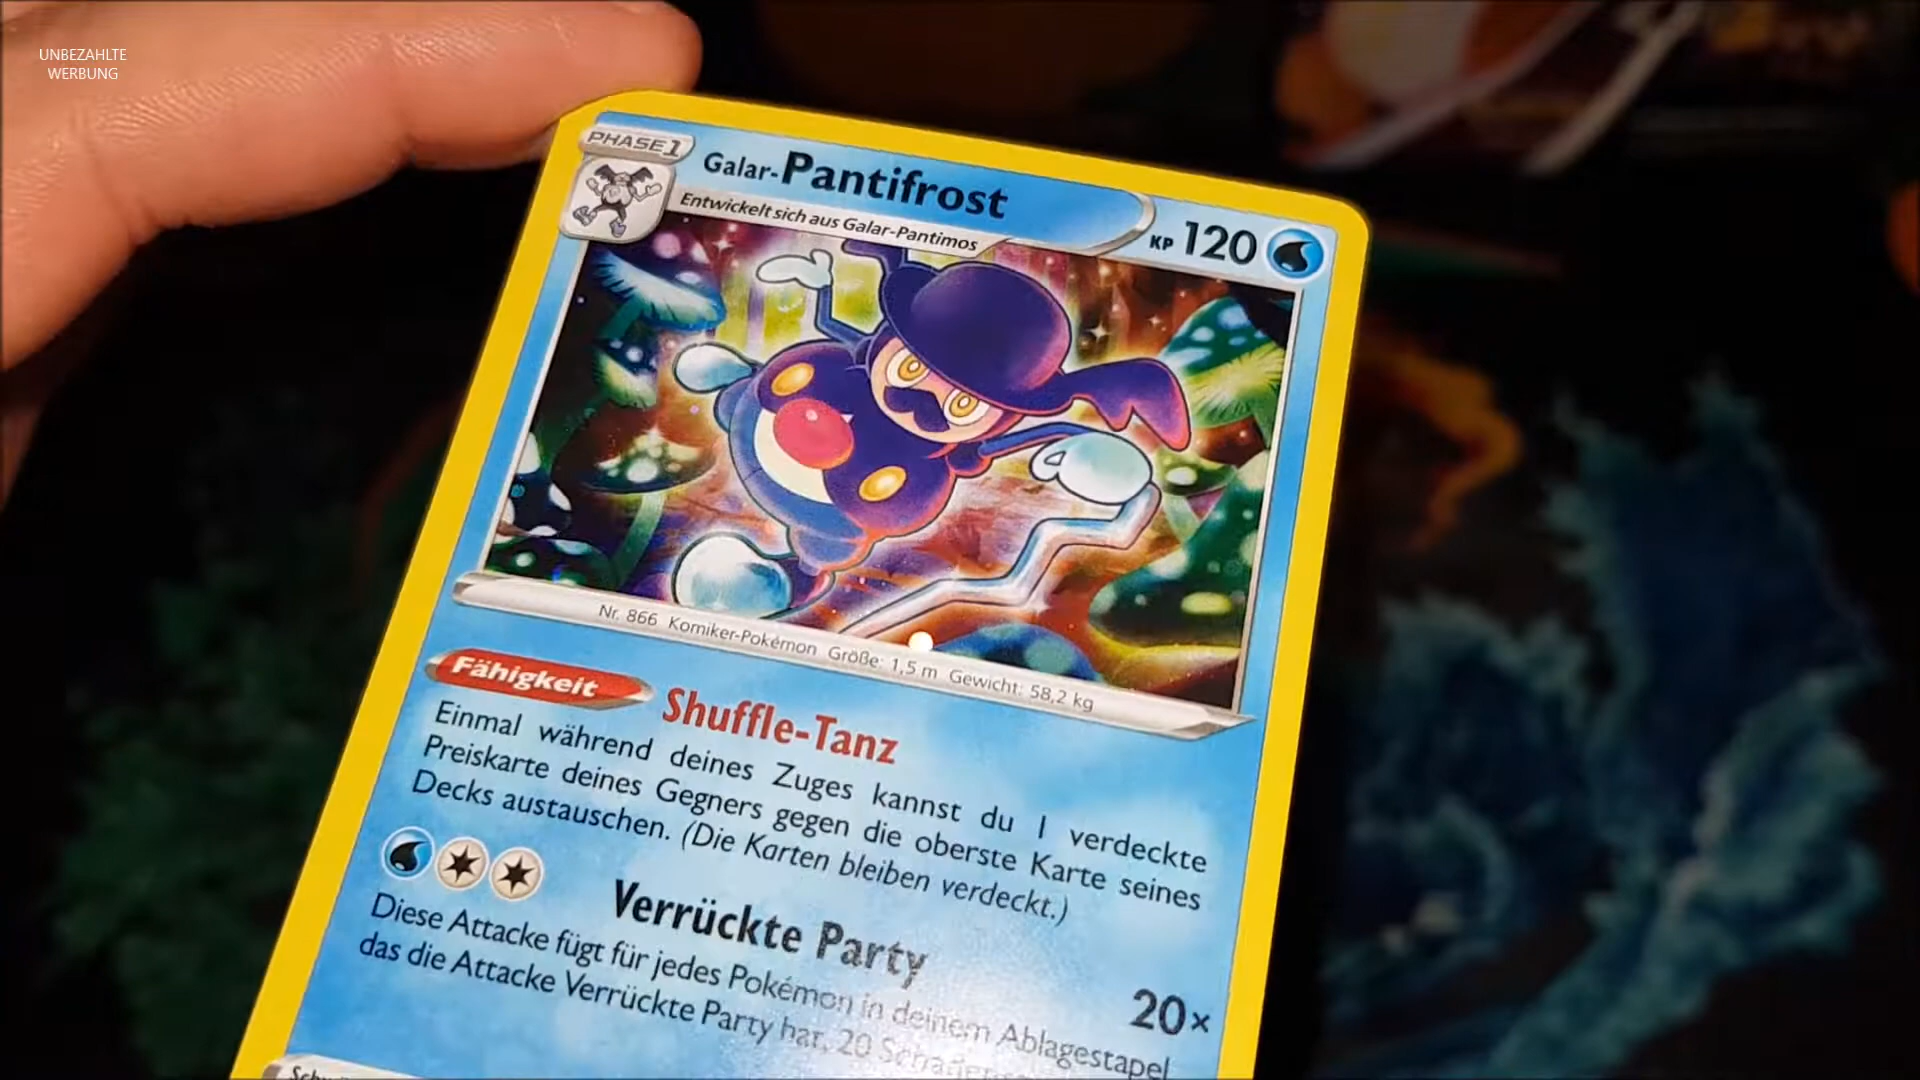 UNBEZAHLTE
WERBUNG
PHASE 1
Galar-Pantifrost
Entwickelt sich aus Galar-Pantimos
KP 120
Nr. 866 Komiker-Pokémon Größe: 1,5 m Gewicht: 58,2 kg
Fähigkeit Shuffle-Tanz
Einmal während deines Zuges kannst du 1 verdeckte
Preiskarte deines Gegners gegen die oberste Karte seines
Decks austauschen. (Die Karten bleiben verdeckt.)
Verrückte Party
20×
Diese Attacke fügt für jedes Pokémon in deinem Ablagestapel
das die Attacke Verrückte Party hat, 20